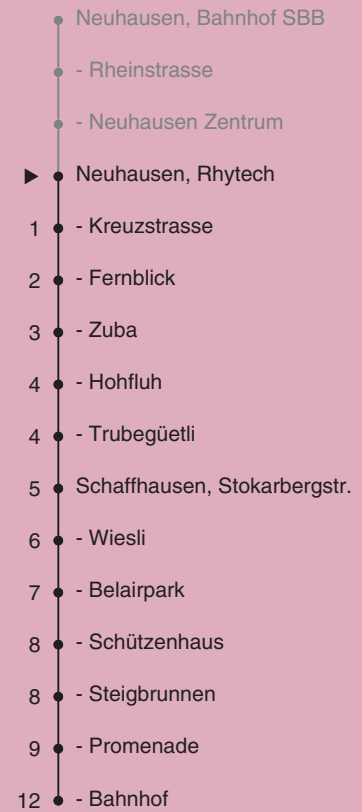 Neuhausen, Bahnhof SBB
- Rheinstrasse
- Neuhausen Zentrum
Neuhausen, Rhytech
1 - Kreuzstrasse
2 - Fernblick
3 - Zuba
4 - Hohfluh
4 - Trubegüetli
5 Schaffhausen, Stokarbergstr.
6 - Wiesli
7 - Belairpark
8 - Schützenhaus
8 - Steigbrunnen
9 - Promenade
12 - Bahnhof